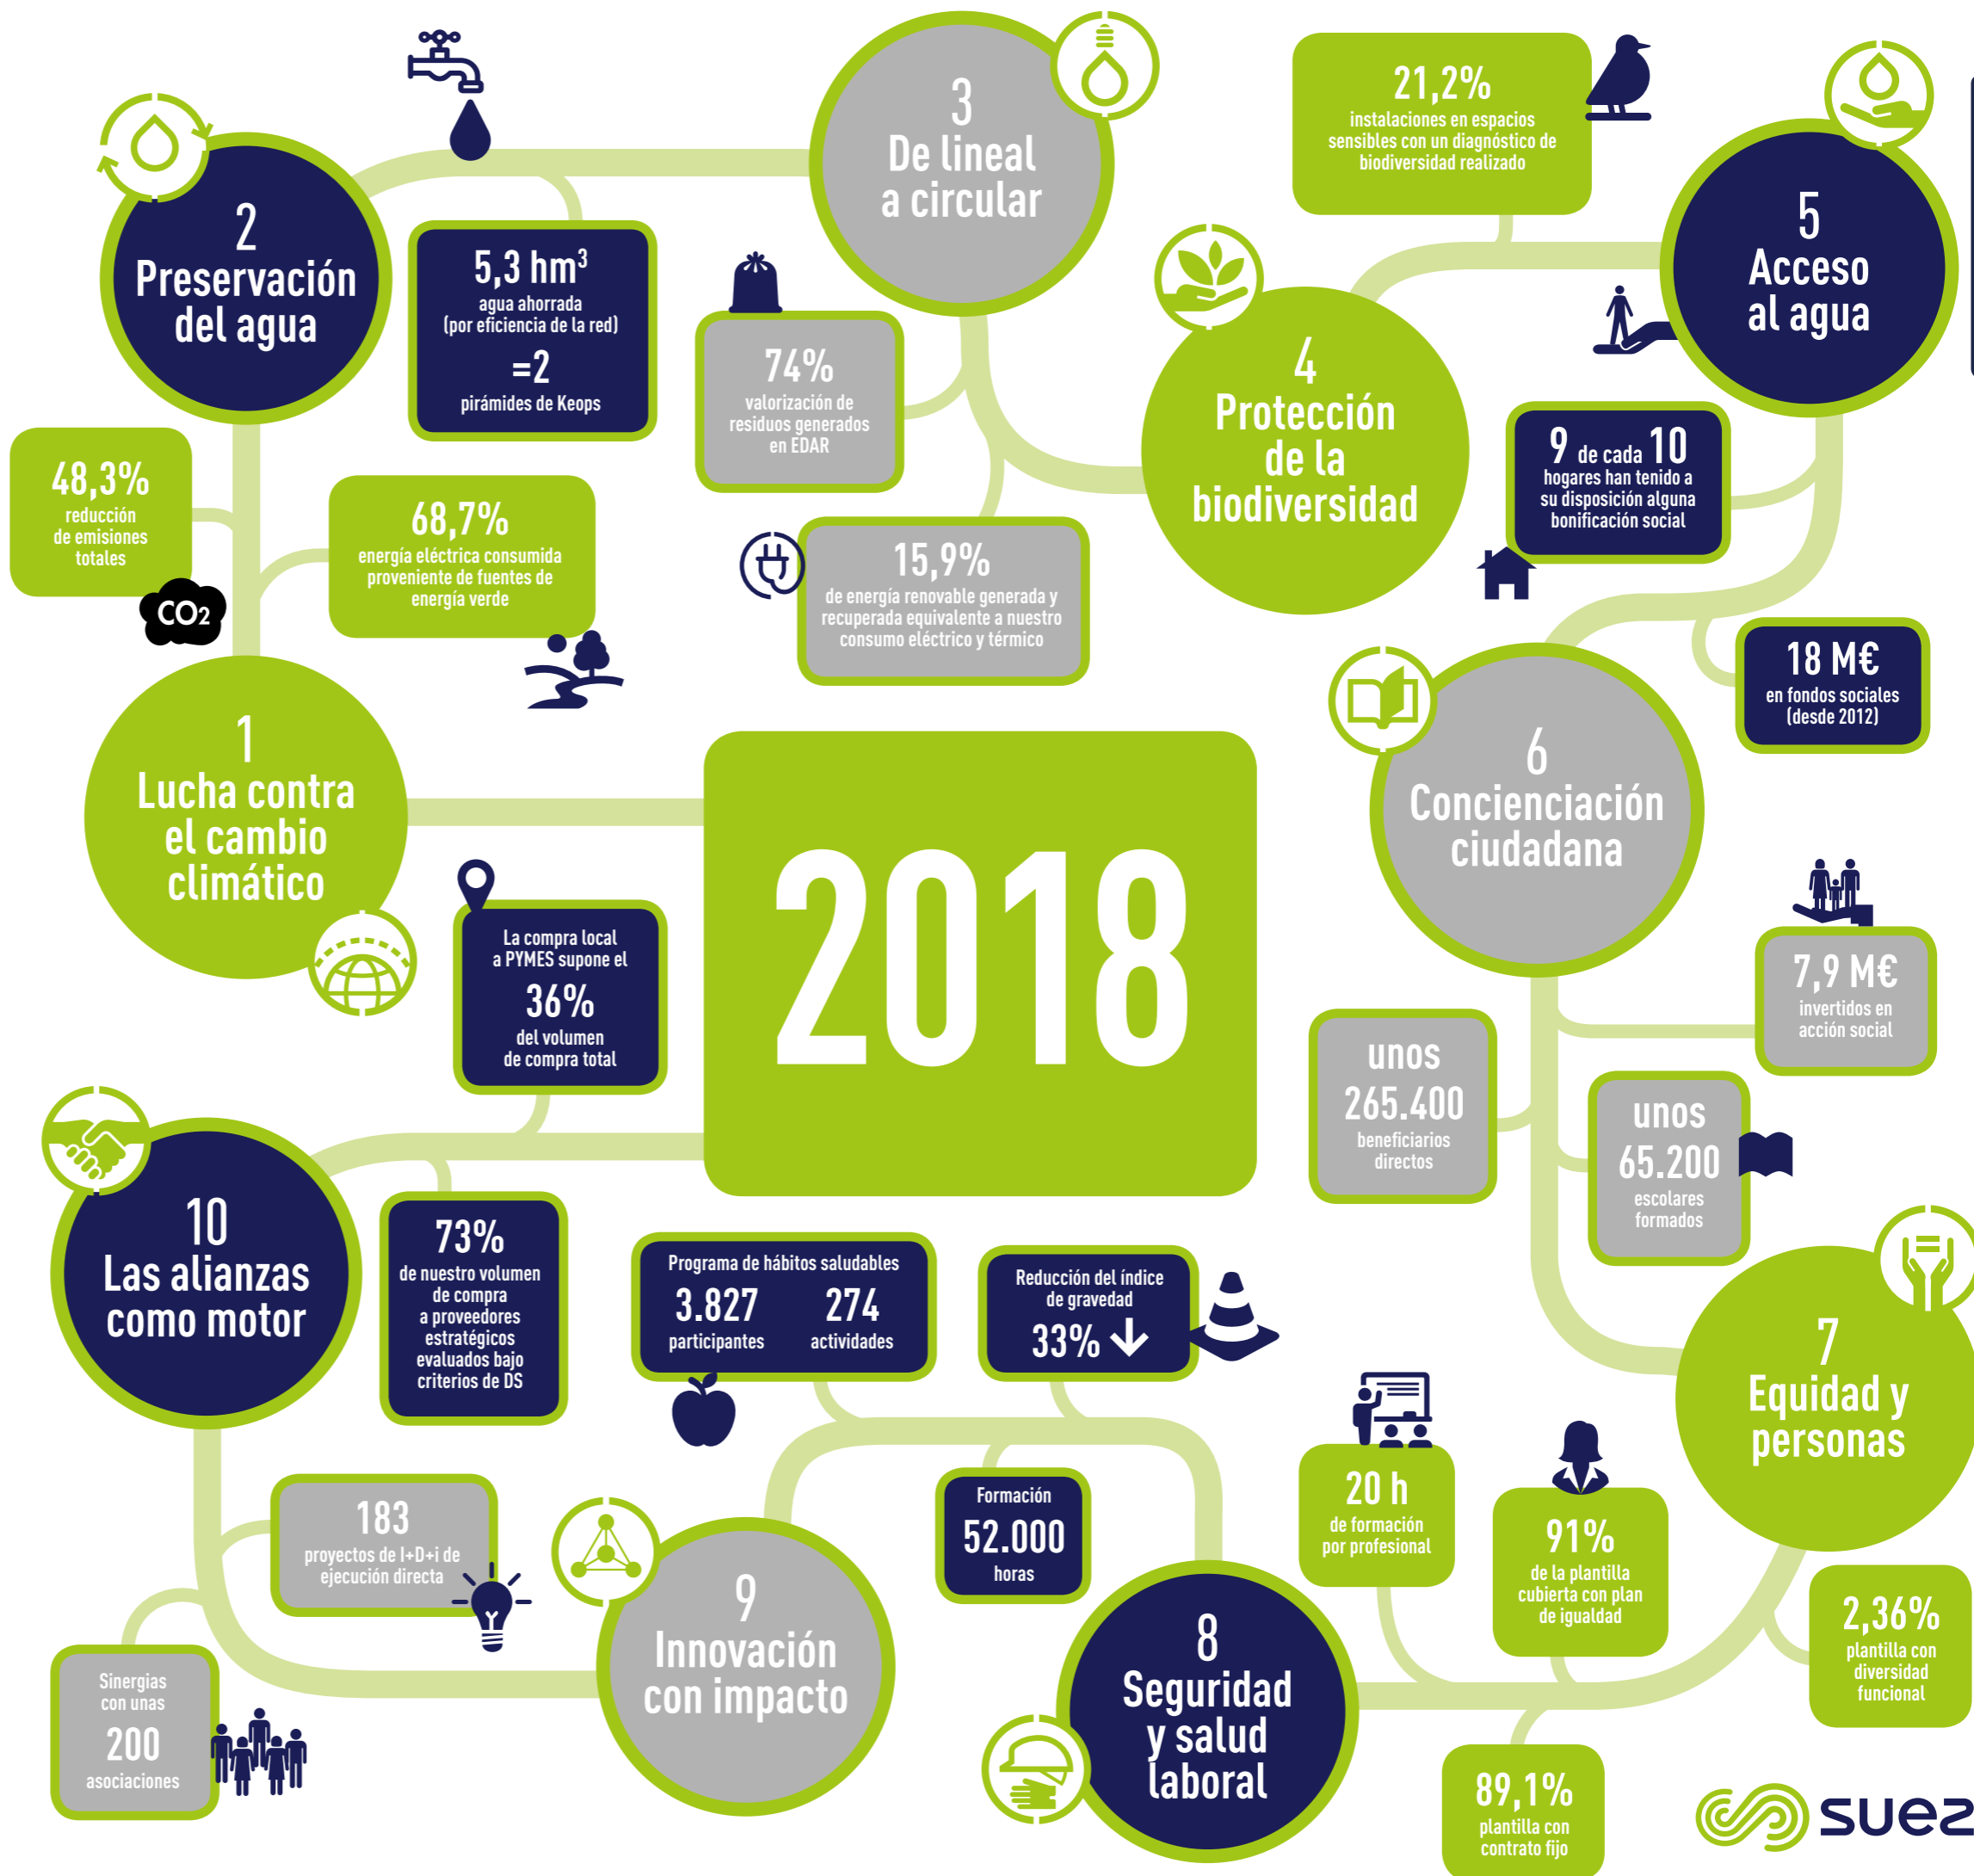 2018
1
Lucha contra
el cambio
climático
48,3%
reducción
de emisiones
totales
CO2
68,7%
energía eléctrica consumida
proveniente de fuentes de
energía verde
2
Preservación
del agua
5,3 hm³
agua ahorrada
(por eficiencia de la red)
=2
pirámides de Keops
3
De lineal
a circular
74%
valorización de
residuos generados
en EDAR
15,9%
de energía renovable generada y
recuperada equivalente a nuestro
consumo eléctrico y térmico
4
Protección
de la
biodiversidad
21,2%
instalaciones en espacios
sensibles con un diagnóstico de
biodiversidad realizado
5
Acceso
al agua
9 de cada 10
hogares han tenido a
su disposición alguna
bonificación social
18 M€
en fondos sociales
(desde 2012)
6
Concienciación
ciudadana
7,9 M€
invertidos en
acción social
unos
265.400
beneficiarios
directos
unos
65.200
escolares
formados
7
Equidad y
personas
20 h
de formación
por profesional
91%
de la plantilla
cubierta con plan
de igualdad
2,36%
plantilla con
diversidad
funcional
89,1%
plantilla con
contrato fijo
8
Seguridad
y salud
laboral
Programa de hábitos saludables
3.827 274
participantes actividades
Reducción del índice
de gravedad
33%
Formación
52.000
horas
9
Innovación
con impacto
183
proyectos de I+D+i de
ejecución directa
Sinergias
con unas
200
asociaciones
10
Las alianzas
como motor
La compra local
a PYMES supone el
36%
del volumen
de compra total
73%
de nuestro volumen
de compra
a proveedores
estratégicos
evaluados bajo
criterios de DS
suez